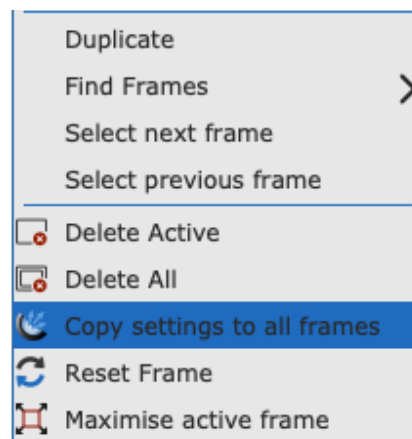 Duplicate
Find Frames
Select next frame
Select previous frame
Delete Active
Delete All
Copy settings to all frames
Reset Frame
Maximise active frame